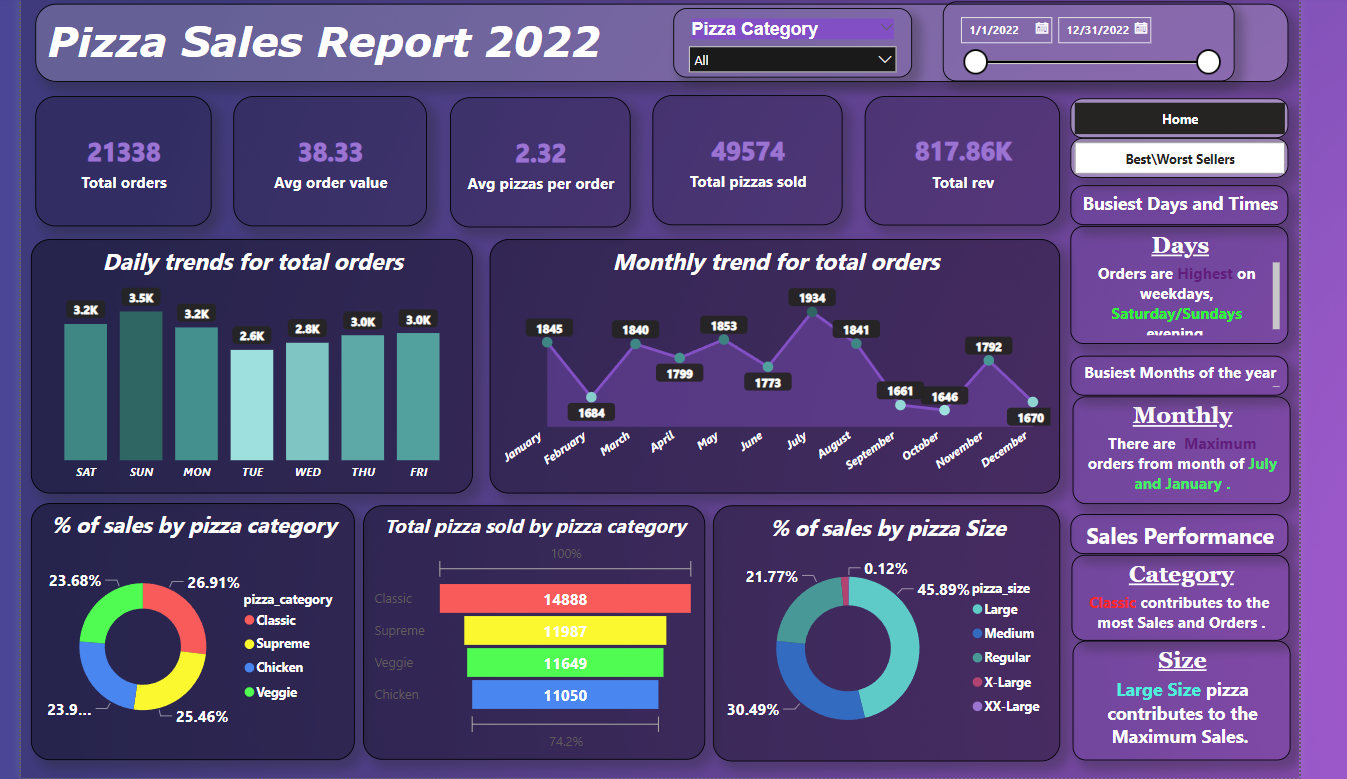 Pizza Sales Report 2022
Pizza Category
All
1/1/2022
12/31/2022
21338
Total orders
38.33
Avg order value
2.32
Avg pizzas per order
49574
Total pizzas sold
817.86K
Total rev
Home
Best\Worst Sellers
Busiest Days and Times
Days
Orders are Highest on
weekdays,
Saturday/Sundays
evening
Busiest Months of the year
Monthly
There are Maximum
orders from month of July
and January .
Sales Performance
Category
Classic contributes to the
most Sales and Orders .
Size
Large Size pizza
contributes to the
Maximum Sales.
Daily trends for total orders
3.2K
3.5K
3.2K
2.6K
2.8K
3.0K
3.0K
SAT
SUN
MON
TUE
WED
THU
FRI
Monthly trend for total orders
1845
1684
1840
1799
1853
1773
1934
1841
1661
1646
1792
1670
January
February
March
April
May
June
July
August
September
October
November
December
% of sales by pizza category
23.68%
26.91%
23.9...
25.46%
pizza_category
Classic
Supreme
Chicken
Veggie
Total pizza sold by pizza category
100%
Classic
14888
Supreme
11987
Veggie
11649
Chicken
11050
74.2%
% of sales by pizza Size
0.12%
21.77%
45.89%
30.49%
pizza_size
Large
Medium
Regular
X-Large
XX-Large